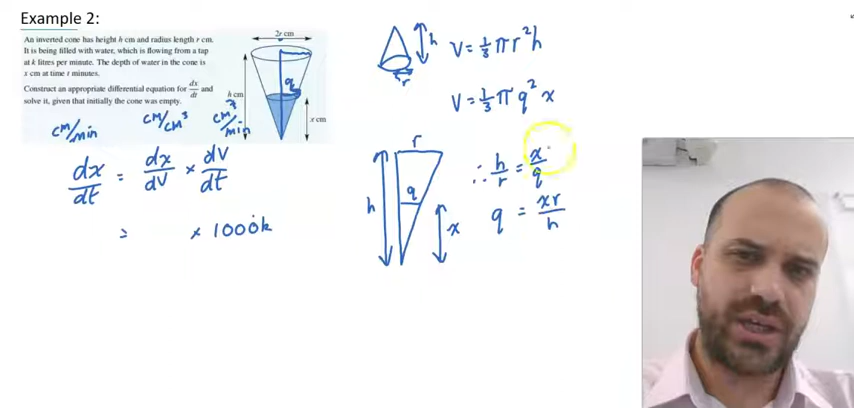 Example 2:
An inverted cone has height h cm and radius length r cm.
It is being filled with water, which is flowing from a tap
at k litres per minute. The depth of water in the cone is
x cm at time t minutes.
Construct an appropriate differential equation for dx/dt and
solve it, given that initially the cone was empty.
2r cm
q
h cm
x cm
cm/min cm/cm³ cm³/min
dx/dt = dx/dV × dV/dt
= × 1000k
h
r
V = 1/3 πr²h
V = 1/3 πq²x
r
q
h
x
∴ h/r = x/q
q = xr/h